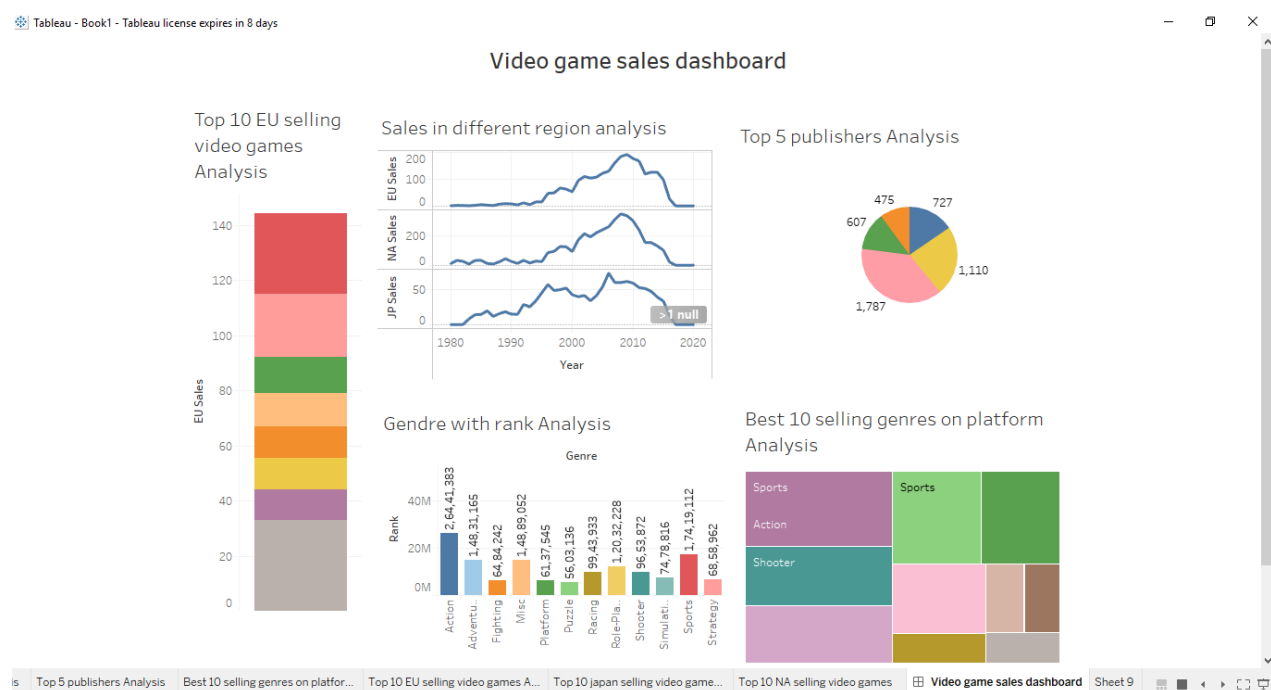 Tableau - Book1 - Tableau license expires in 8 days
Video game sales dashboard
Top 10 EU selling
video games
Analysis
EU Sales
140
120
100
80
60
40
20
0
Sales in different region analysis
EU Sales
200
100
0
NA Sales
200
0
JP Sales
50
0
>1 null
1980
1990
2000
2010
2020
Year
Top 5 publishers Analysis
475
727
607
1,110
1,787
Gendre with rank Analysis
Genre
Rank
40M
20M
0M
2,64,41,383
1,48,31,165
64,84,242
1,48,89,052
61,37,545
56,03,136
99,43,933
1,20,32,228
96,53,872
74,78,816
1,74,19,112
68,58,962
Action
Adventu..
Fighting
Misc
Platform
Puzzle
Racing
Role-Pla..
Shooter
Simulati..
Sports
Strategy
Best 10 selling genres on platform
Analysis
Sports
Action
Shooter
Sports
is
Top 5 publishers Analysis
Best 10 selling genres on platfor...
Top 10 EU selling video games A...
Top 10 japan selling video game...
Top 10 NA selling video games
Video game sales dashboard
Sheet 9